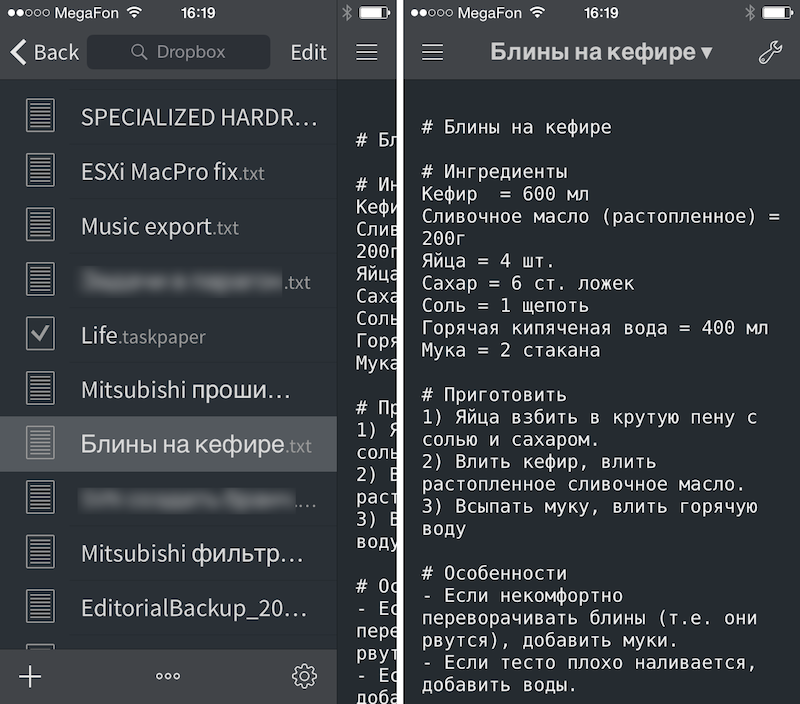 MegaFon 16:19
Back Dropbox Edit
SPECIALIZED HARDR…
ESXi MacPro fix.txt
Music export.txt
.txt
Life.taskpaper
Mitsubishi проши…
Блины на кефире.txt
Mitsubishi фильтр…
EditorialBackup_20…
# Бл
# Ин
Кефи
Слив
200г
Яйца
Саха
Соль
Горя
Мука
# Пр
1) Я
соль
2) В
раст
3) В
воду
# Ос
- Ес
пере
рвут
- Ес
доба
MegaFon 16:19
Блины на кефире ▾
# Блины на кефире
# Ингредиенты
Кефир = 600 мл
Сливочное масло (растопленное) =
200г
Яйца = 4 шт.
Сахар = 6 ст. ложек
Соль = 1 щепоть
Горячая кипяченая вода = 400 мл
Мука = 2 стакана
# Приготовить
1) Яйца взбить в крутую пену с
солью и сахаром.
2) Влить кефир, влить
растопленное сливочное масло.
3) Всыпать муку, влить горячую
воду
# Особенности
- Если некомфортно
переворачивать блины (т.е. они
рвутся), добавить муки.
- Если тесто плохо наливается,
добавить воды.